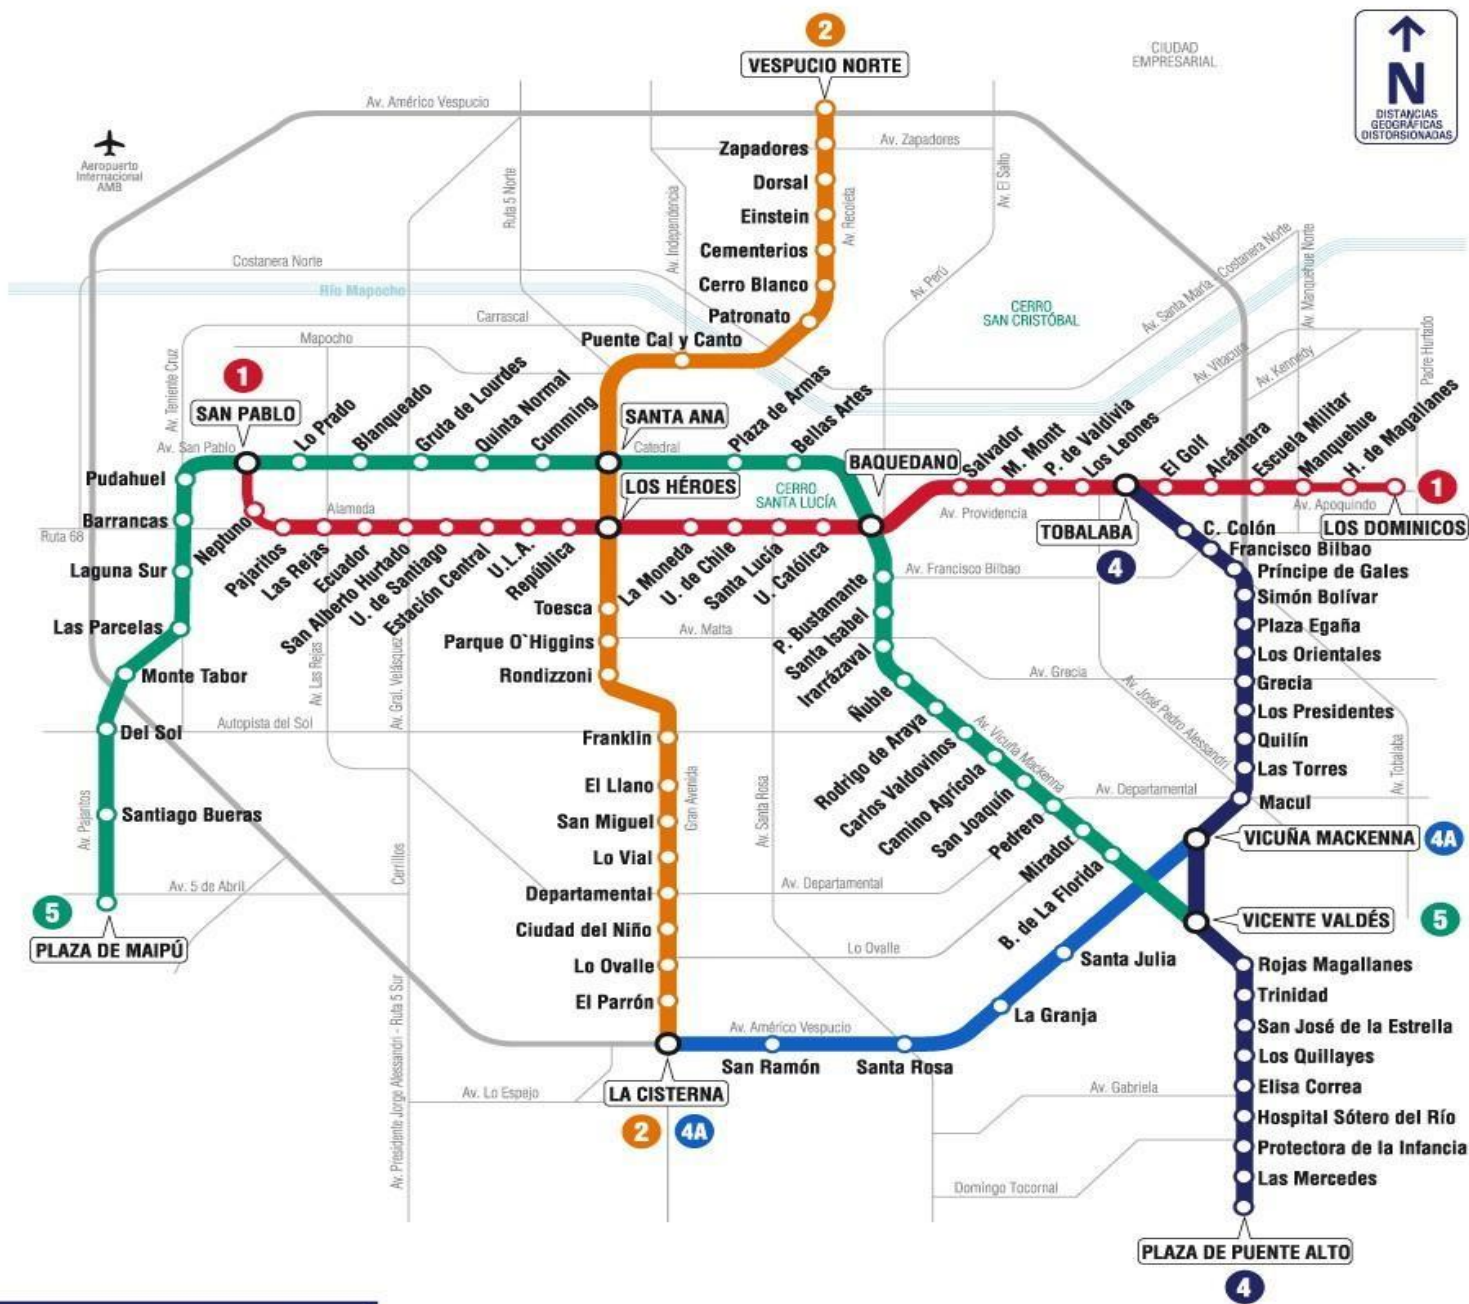 2
VESPUCIO NORTE
CIUDAD
EMPRESARIAL
N
DISTANCIAS
GEOGRÁFICAS
DISTORSIONADAS
Av. Américo Vespucio
Aeropuerto
Internacional
AMB
Ruta 5 Norte
Av. Independencia
Av. Recoleta
Av. Zapadores
Av. El Salto
Zapadores
Dorsal
Einstein
Cementerios
Cerro Blanco
Patronato
Puente Cal y Canto
Costanera Norte
Río Mapocho
Carrascal
Mapocho
Av. Teniente Cruz
Av. Perú
CERRO
SAN CRISTÓBAL
Av. Santa María - Costanera Norte
Av. Manquehue Norte
Av. Vitacura
Av. Kennedy
Padre Hurtado
1
SAN PABLO
Av. San Pablo
Lo Prado
Blanqueado
Gruta de Lourdes
Quinta Normal
Cumming
SANTA ANA
Catedral
Plaza de Armas
Bellas Artes
BAQUEDANO
Salvador
M. Montt
P. de Valdivia
Los Leones
El Golf
Alcántara
Escuela Militar
Manquehue
H. de Magallanes
1
LOS DOMINICOS
Av. Apoquindo
Av. Providencia
TOBALABA
4
CERRO
SANTA LUCÍA
LOS HÉROES
Pudahuel
Barrancas
Laguna Sur
Las Parcelas
Monte Tabor
Del Sol
Santiago Bueras
5
PLAZA DE MAIPÚ
Ruta 68
Alameda
Neptuno
Pajaritos
Las Rejas
Ecuador
San Alberto Hurtado
U. de Santiago
Estación Central
U.L.A.
República
La Moneda
U. de Chile
Santa Lucía
U. Católica
Toesca
Parque O`Higgins
Rondizzoni
Franklin
El Llano
San Miguel
Lo Vial
Departamental
Ciudad del Niño
Lo Ovalle
El Parrón
LA CISTERNA
2
4A
Av. Las Rejas
Av. Gral. Velásquez
Autopista del Sol
Av. Pajaritos
Av. 5 de Abril
Cerrillos
Gran Avenida
Av. Santa Rosa
Av. Matta
Av. Francisco Bilbao
Av. Grecia
Av. José Pedro Alessandri
Av. Vicuña Mackenna
Av. Departamental
Av. Departamental
Av. Tobalaba
Lo Ovalle
P. Bustamante
Santa Isabel
Irarrázaval
Ñuble
Rodrigo de Araya
Carlos Valdovinos
Camino Agrícola
San Joaquín
Pedrero
Mirador
B. de La Florida
C. Colón
Francisco Bilbao
Príncipe de Gales
Simón Bolívar
Plaza Egaña
Los Orientales
Grecia
Los Presidentes
Quilín
Las Torres
Macul
VICUÑA MACKENNA
4A
VICENTE VALDÉS
5
Rojas Magallanes
Trinidad
San José de la Estrella
Los Quillayes
Elisa Correa
Hospital Sótero del Río
Protectora de la Infancia
Las Mercedes
PLAZA DE PUENTE ALTO
4
Santa Julia
La Granja
Santa Rosa
San Ramón
Av. Américo Vespucio
Av. Lo Espejo
Av. Presidente Jorge Alessandri - Ruta 5 Sur
Av. Gabriela
Domingo Tocornal